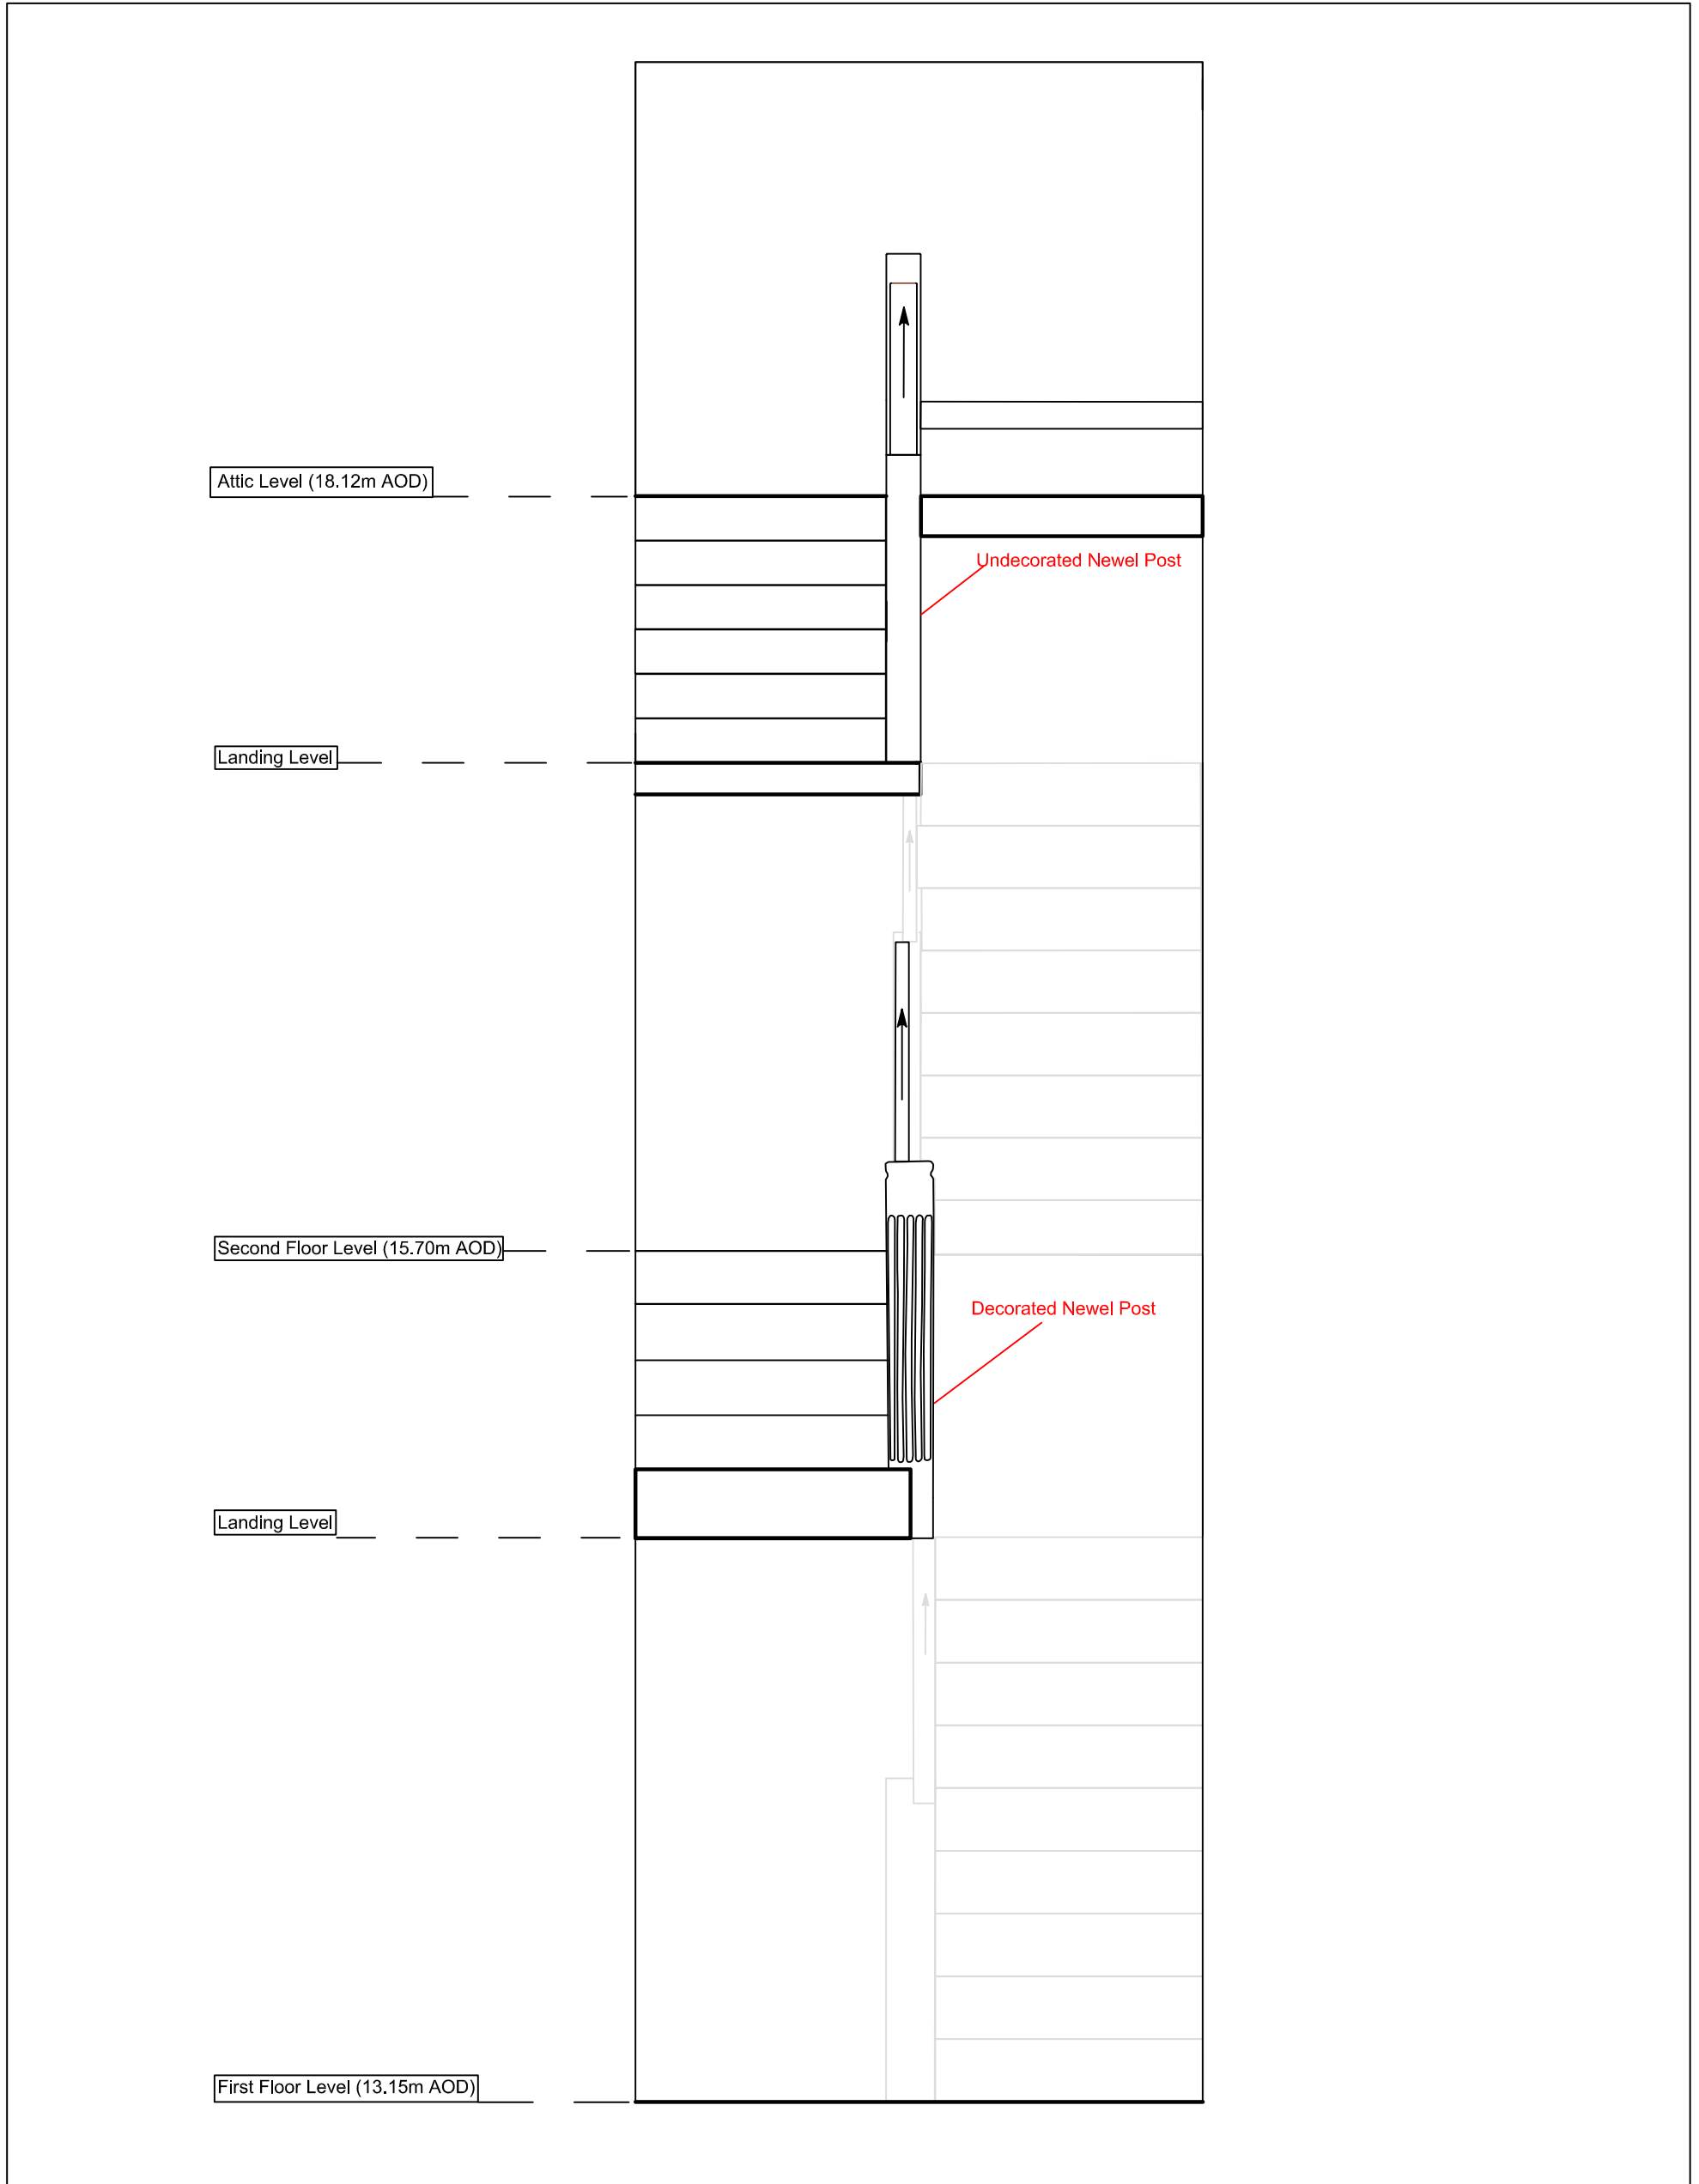 Attic Level (18.12m AOD)
Undecorated Newel Post
Landing Level
Second Floor Level (15.70m AOD)
Decorated Newel Post
Landing Level
First Floor Level (13.15m AOD)